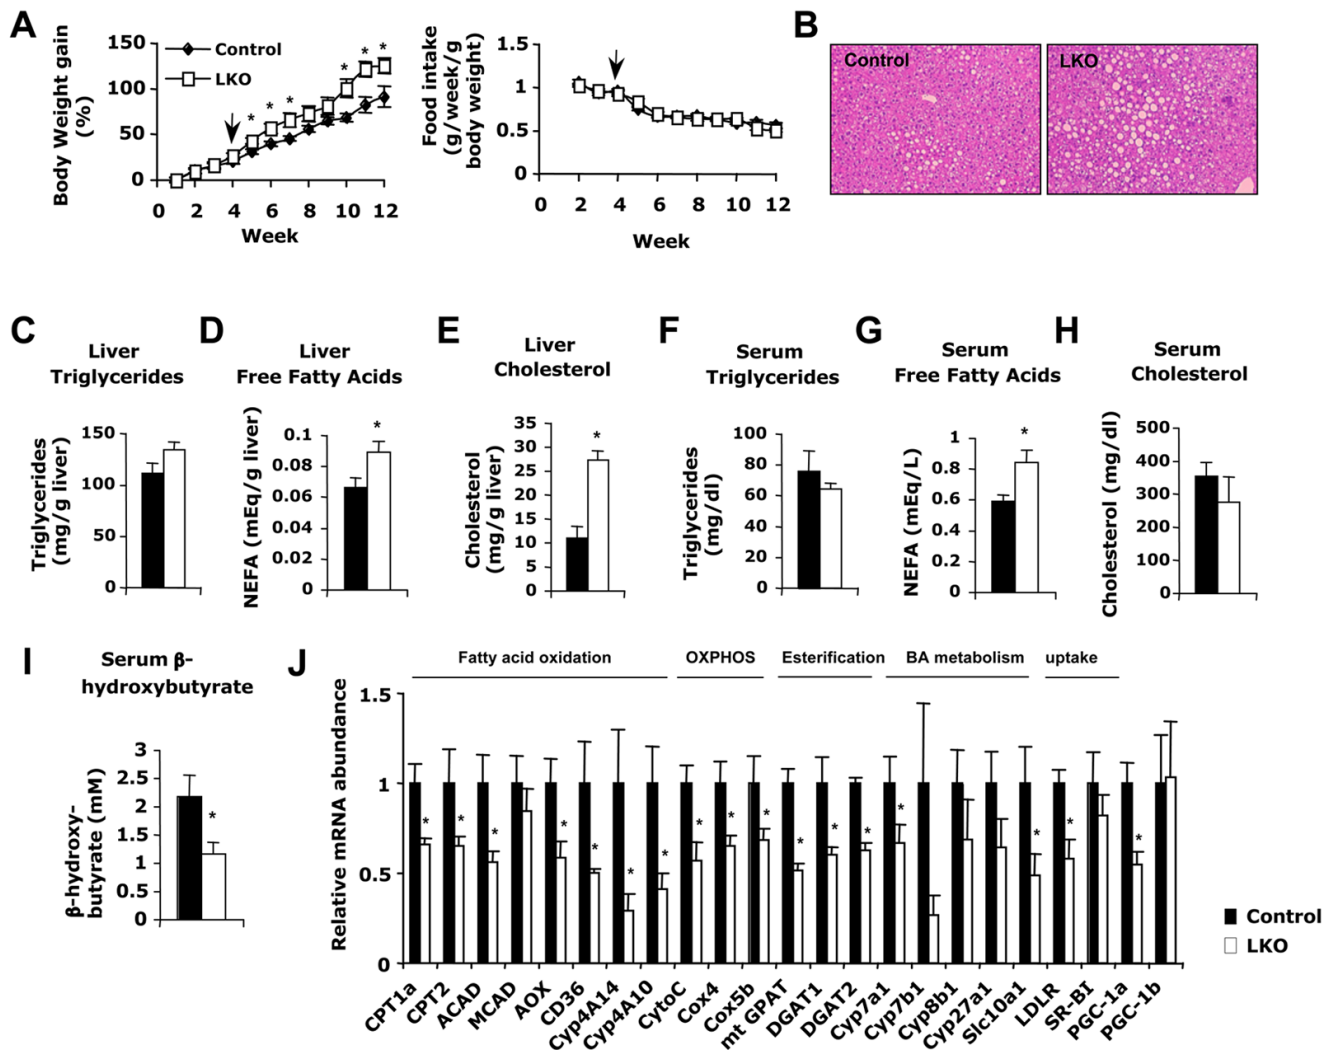 A
Body Weight gain
(%)
150
100
50
0
Control
LKO
*
*
*
*
*
*
0 2 4 6 8 10 12
Week
Food intake
(g/week/g
body weight)
1.5
1
0.5
0
0 2 4 6 8 10 12
Week
B
Control
LKO
C
Liver
Triglycerides
Triglycerides
(mg/g liver)
150
100
50
0
D
Liver
Free Fatty Acids
NEFA (mEq/g liver)
0.1
0.08
0.06
0.04
0.02
0
*
E
Liver
Cholesterol
Cholesterol
(mg/g liver)
35
30
25
20
15
10
5
0
*
F
Serum
Triglycerides
Triglycerides
(mg/dl)
100
80
60
40
20
0
G
Serum
Free Fatty Acids
NEFA (mEq/L)
1
0.8
0.6
0.4
0.2
0
*
H
Serum
Cholesterol
Cholesterol (mg/dl)
500
400
300
200
100
0
I
Serum β-
hydroxybutyrate
β-hydroxy-
butyrate (mM)
3
2.5
2
1.5
1
0.5
0
*
J
Fatty acid oxidation
OXPHOS
Esterification
BA metabolism
uptake
Relative mRNA abundance
1.5
1
0.5
0
* * * * * * * * * * * * * * * * *
CPT1a
CPT2
ACAD
MCAD
AOX
CD36
Cyp4A14
Cyp4A10
CytoC
Cox4
Cox5b
mt GPAT
DGAT1
DGAT2
Cyp7a1
Cyp7b1
Cyp8b1
Cyp27a1
Slc10a1
LDLR
SR-BI
PGC-1a
PGC-1b
Control
LKO